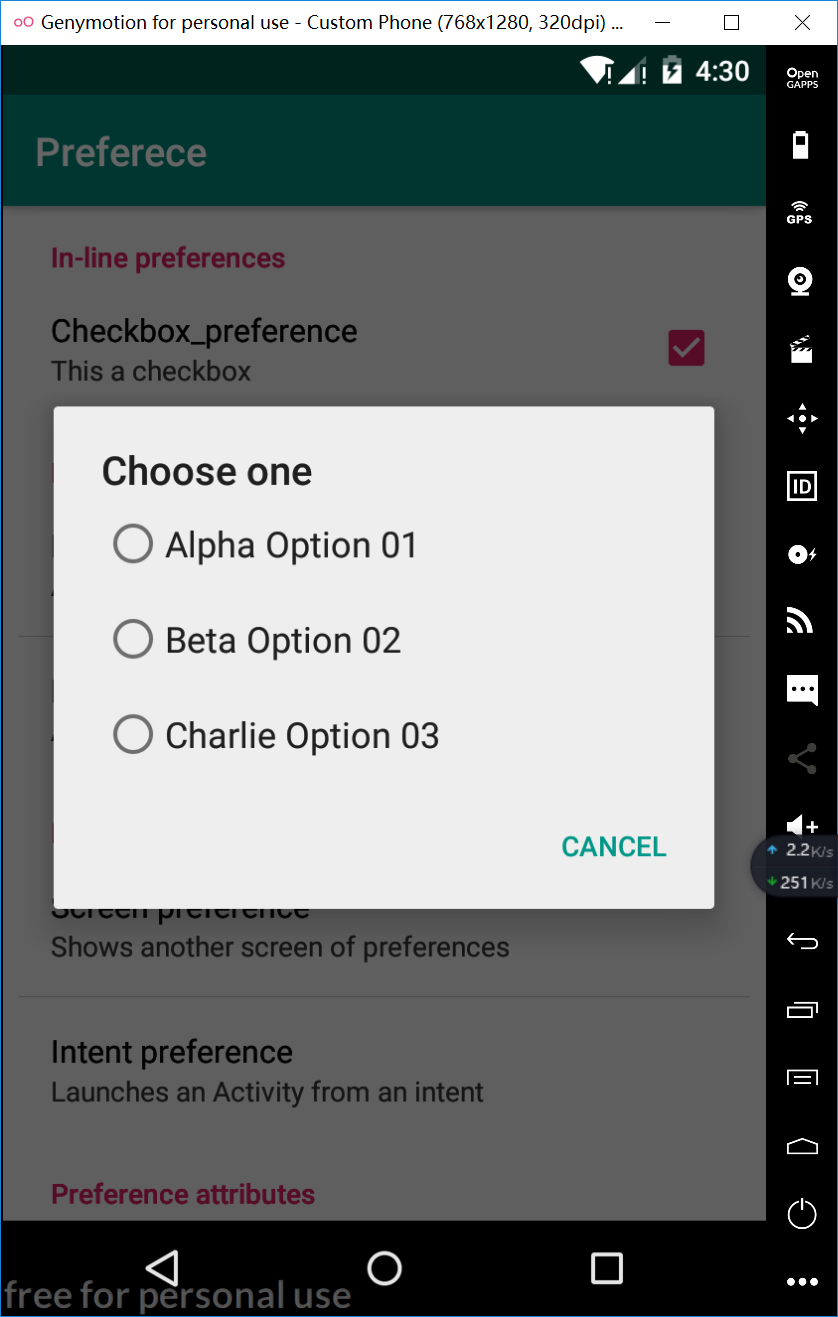 Genymotion for personal use - Custom Phone (768x1280, 320dpi) ...
4:30
Open
GAPPS
Preferece
GPS
In-line preferences
Checkbox_preference
This a checkbox
Choose one
Alpha Option 01
ID
Beta Option 02
Charlie Option 03
CANCEL
2.2K/s
251K/s
Screen preference
Shows another screen of preferences
Intent preference
Launches an Activity from an intent
Preference attributes
free for personal use